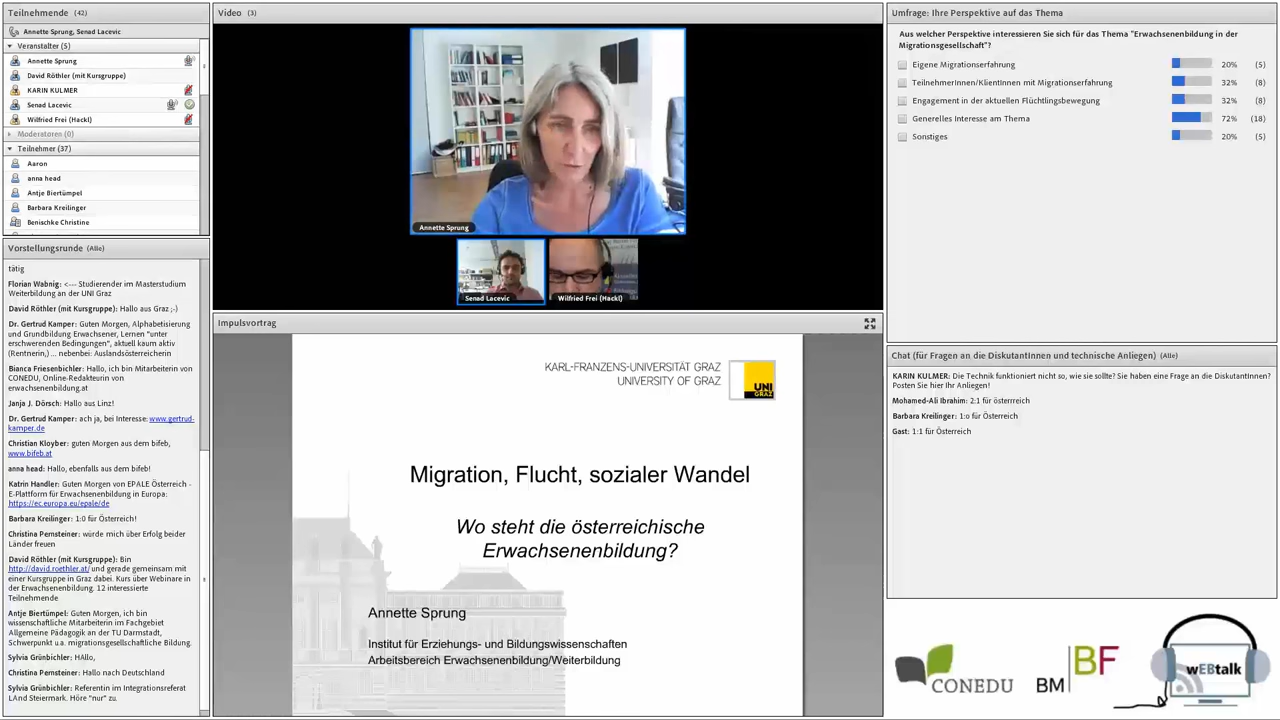 Teilnehmende (42)
Annette Sprung, Senad Lacevic
Veranstalter (5)
Annette Sprung
David Röthler (mit Kursgruppe)
KARIN KULMER
Senad Lacevic
Wilfried Frei (Hackl)
Moderatoren (0)
Teilnehmer (37)
Aaron
anna head
Antje Biertümpel
Barbara Kreilinger
Benischke Christine
Vorstellungsrunde (Alle)
tätig
Florian Wabnig: <--- Studierender im Masterstudium
Weiterbildung an der UNI Graz
David Röthler (mit Kursgruppe): Hallo aus Graz ;-)
Dr. Gertrud Kamper: Guten Morgen, Alphabetisierung
und Grundbildung Erwachsener, Lernen "unter
erschwerenden Bedingungen", aktuell kaum aktiv
(Rentnerin,) ... nebenbei: Auslandsösterreicherin
Bianca Friesenbichler: Hallo, ich bin Mitarbeiterin von
CONEDU, Online-Redakteurin von
erwachsenenbildung.at
Janja J. Dörsch: Hallo aus Linz!
Dr. Gertrud Kamper: ach ja, bei Interesse: www.gertrud-
kamper.de
Christian Kloyber: guten Morgen aus dem bifeb,
www.bifeb.at
anna head: Hallo, ebenfalls aus dem bifeb!
Katrin Handler: Guten Morgen von EPALE Österreich -
E-Plattform für Erwachsenenbildung in Europa:
https://ec.europa.eu/epale/de
Barbara Kreilinger: 1:0 für Österreich!
Christina Pernsteiner: würde mich über Erfolg beider
Länder freuen
David Röthler (mit Kursgruppe): Bin
http://david.roethler.at/ und gerade gemeinsam mit
einer Kursgruppe in Graz dabei. Kurs über Webinare in
der Erwachsenenbildung. 12 interessierte
Teilnehmende
Antje Biertümpel: Guten Morgen, ich bin
wissenschaftliche Mitarbeiterin im Fachgebiet
Allgemeine Pädagogik an der TU Darmstadt,
Schwerpunkt u.a. migrationsgesellschaftliche Bildung.
Sylvia Grünbichler: HAllo,
Christina Pernsteiner: Hallo nach Deutschland
Sylvia Grünbichler: Referentin im Integrationsreferat
LAnd Steiermark. Höre "nur" zu.
Video (3)
Annette Sprung
Senad Lacevic
Wilfried Frei (Hackl)
Impulsvortrag
KARL-FRANZENS-UNIVERSITÄT GRAZ
UNIVERSITY OF GRAZ
UNI
GRAZ
Migration, Flucht, sozialer Wandel
Wo steht die österreichische
Erwachsenenbildung?
Annette Sprung
Institut für Erziehungs- und Bildungswissenschaften
Arbeitsbereich Erwachsenenbildung/Weiterbildung
Umfrage: Ihre Perspektive auf das Thema
Aus welcher Perspektive interessieren Sie sich für das Thema "Erwachsenenbildung in der
Migrationsgesellschaft"?
Eigene Migrationserfahrung 20% (5)
TeilnehmerInnen/KlientInnen mit Migrationserfahrung 32% (8)
Engagement in der aktuellen Flüchtlingsbewegung 32% (8)
Generelles Interesse am Thema 72% (18)
Sonstiges 20% (5)
Chat (für Fragen an die DiskutantInnen und technische Anliegen) (Alle)
KARIN KULMER: Die Technik funktioniert nicht so, wie sie sollte? Sie haben eine Frage an die DiskutantInnen?
Posten Sie hier Ihr Anliegen!
Mohamed-Ali Ibrahim: 2:1 für österrreich
Barbara Kreilinger: 1:o für Österreich
Gast: 1:1 für Österreich
CONEDU
BM BF
wEBtalk